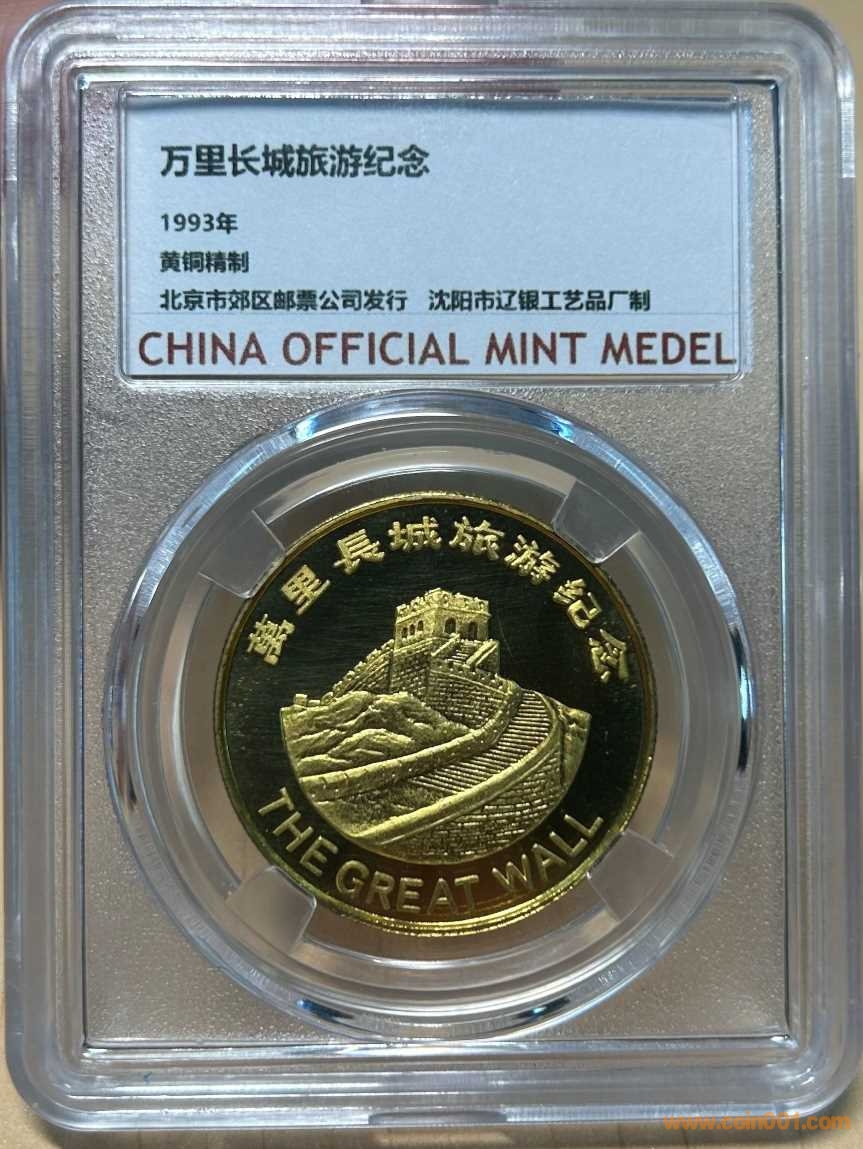 万里长城旅游纪念
1993年
黄铜精制
北京市郊区邮票公司发行 沈阳市辽银工艺品厂制
CHINA OFFICIAL MINT MEDEL
萬里長城旅游纪念
THE GREAT WALL
www.coin001.com